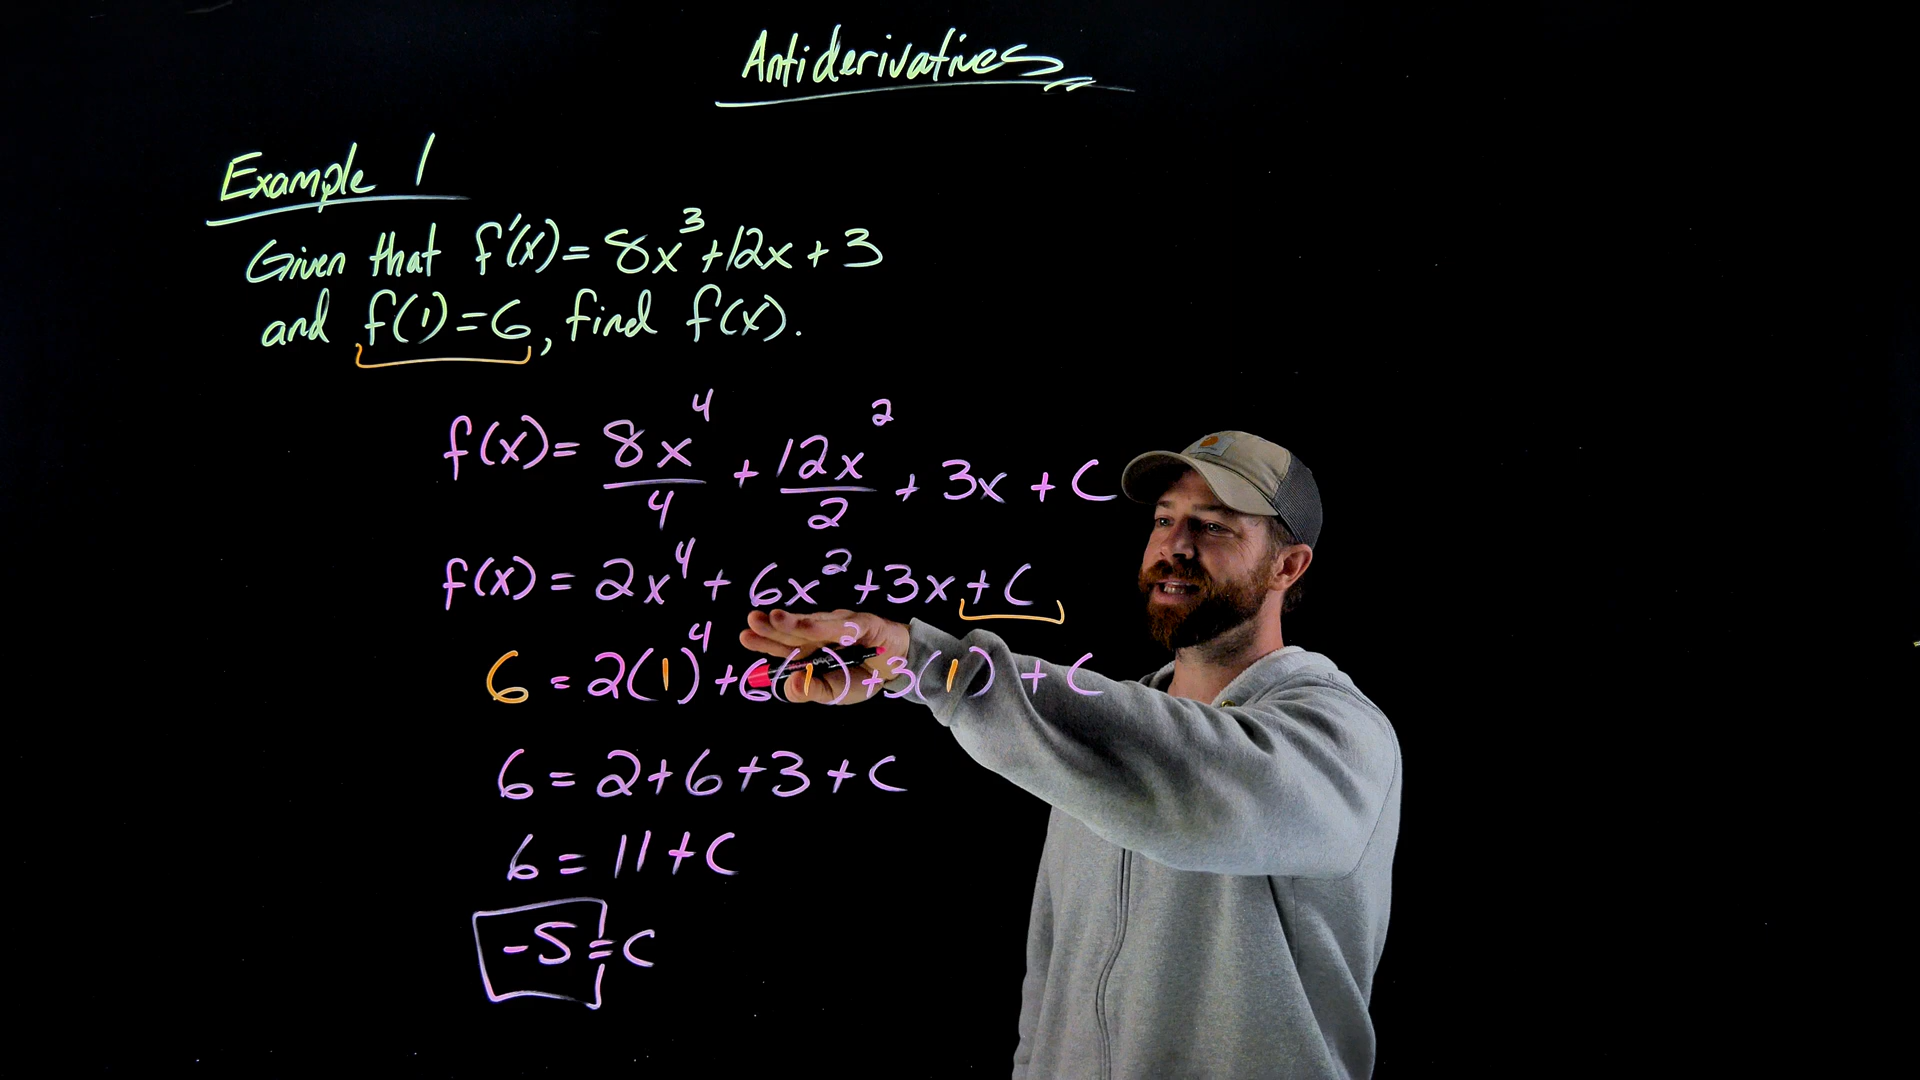 Antiderivatives
Example 1
Given that f'(x) = 8x³ + 12x + 3
and f(1) = 6, find f(x).
f(x) = 8x⁴/4 + 12x²/2 + 3x + C
f(x) = 2x⁴ + 6x² + 3x + C
6 = 2(1)⁴ + 6(1)² + 3(1) + C
6 = 2 + 6 + 3 + C
6 = 11 + C
-5 = C